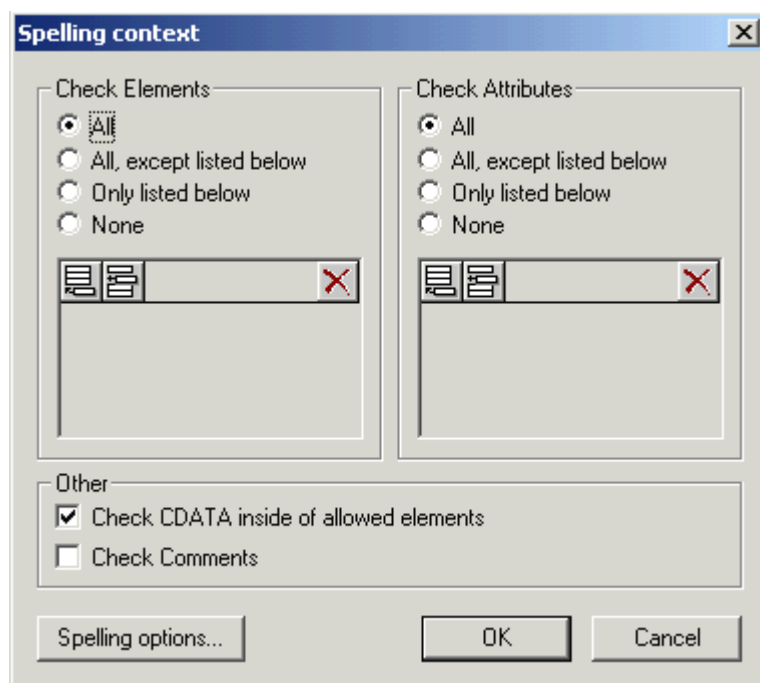 Spelling context
Check Elements
All
All, except listed below
Only listed below
None
Check Attributes
All
All, except listed below
Only listed below
None
Other
Check CDATA inside of allowed elements
Check Comments
Spelling options...
OK
Cancel